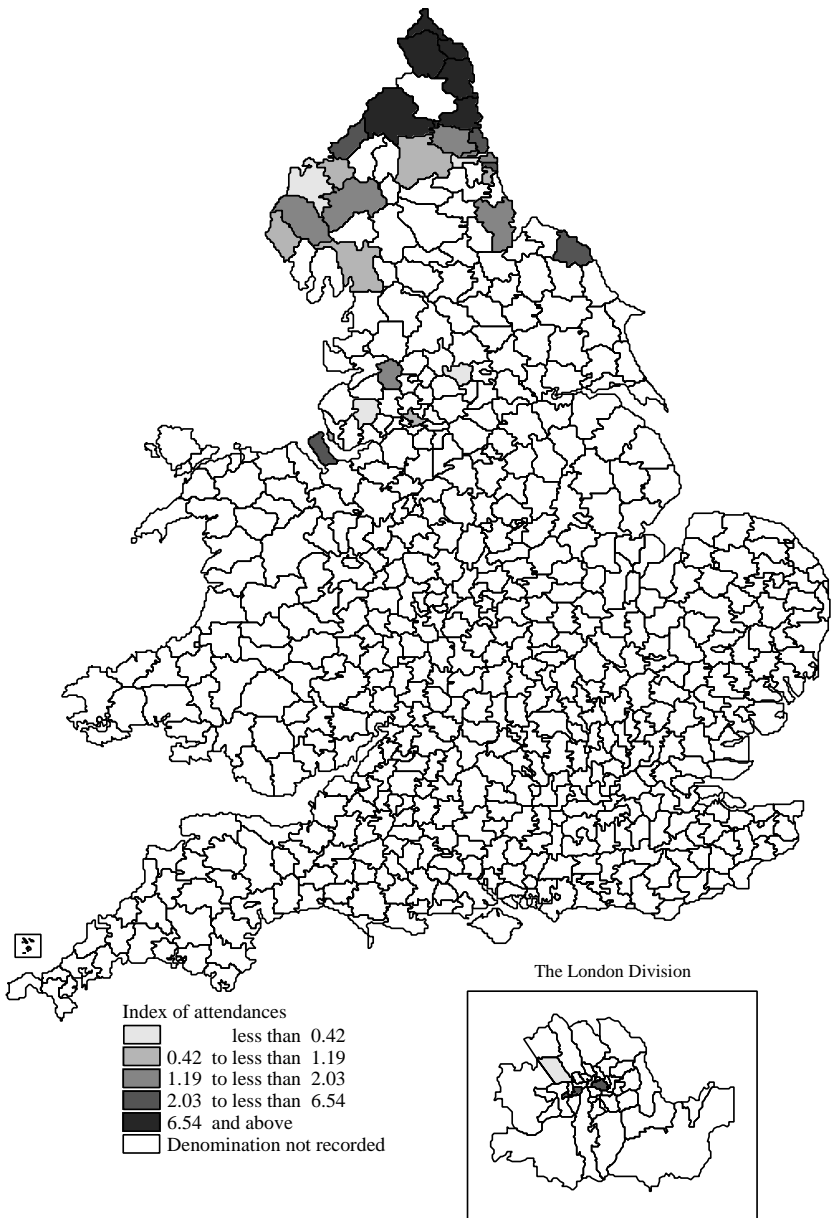 The London Division
Index of attendances
less than 0.42
0.42 to less than 1.19
1.19 to less than 2.03
2.03 to less than 6.54
6.54 and above
Denomination not recorded